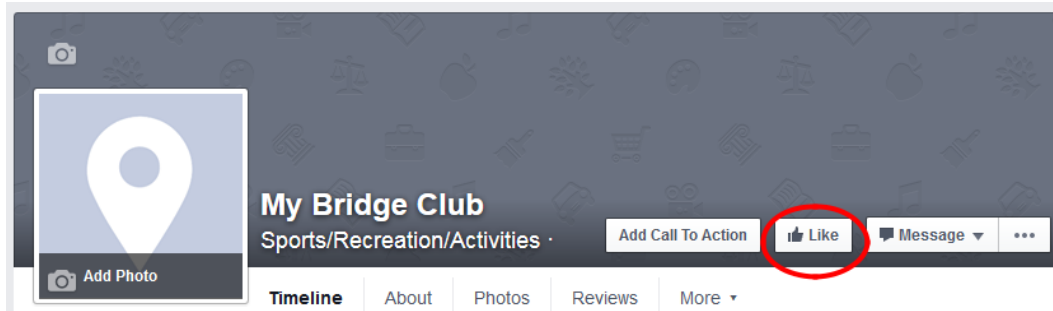 My Bridge Club
Sports/Recreation/Activities ·
Add Call To Action
Like
Message
Add Photo
Timeline About Photos Reviews More